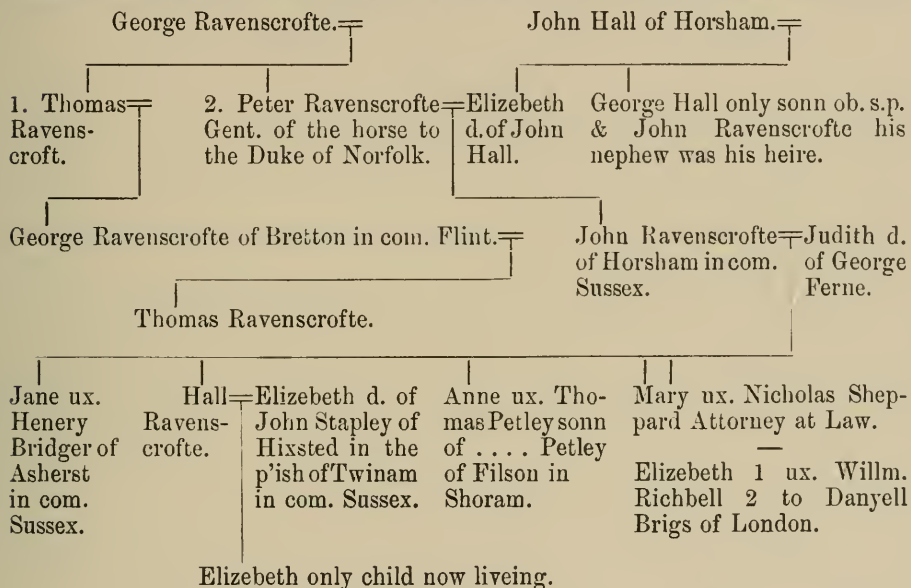 George Ravenscrofte.
John Hall of Horsham.
1. Thomas
Ravens-
croft.
2. Peter Ravenscrofte
Gent. of the horse to
the Duke of Norfolk.
Elizebeth
d. of John
Hall.
George Hall only sonn ob. s.p.
& John Ravenscrofte his
nephew was his heire.
George Ravenscrofte of Bretton in com. Flint.
John Ravenscrofte
of Horsham in com.
Sussex.
Judith d.
of George
Ferne.
Thomas Ravenscrofte.
Jane ux.
Henery
Bridger of
Asherst
in com.
Sussex.
Hall
Ravens-
crofte.
Elizebeth d. of
John Stapley of
Hixsted in the
p'ish of Twinam
in com. Sussex.
Anne ux. Tho-
mas Petley sonn
of .... Petley
of Filson in
Shoram.
Mary ux. Nicholas Shep-
pard Attorney at Law.
Elizebeth 1 ux. Willm.
Richbell 2 to Danyell
Brigs of London.
Elizebeth only child now liveing.